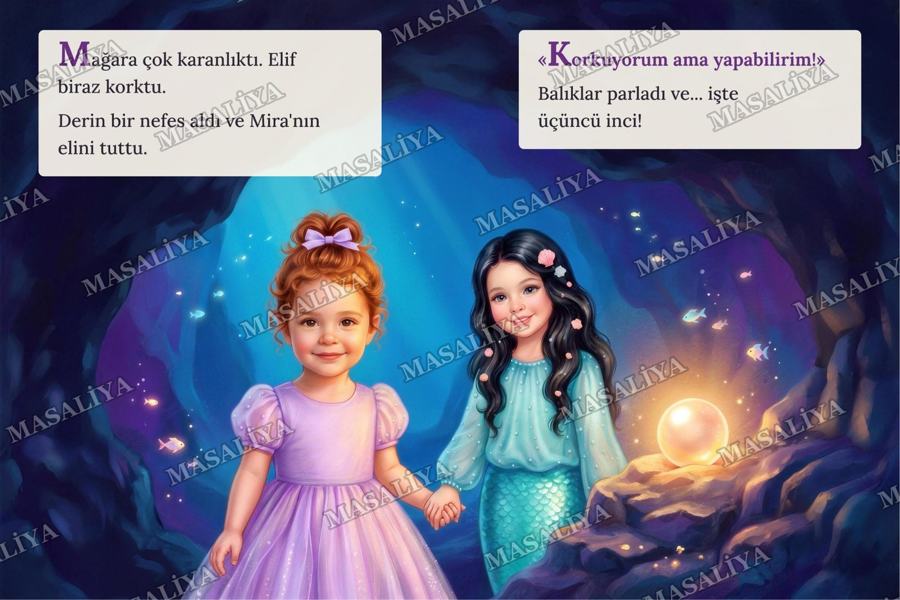 Mağara çok karanlıktı. Elif
biraz korktu.
Derin bir nefes aldı ve Mira'nın
elini tuttu.
«Korkuyorum ama yapabilirim!»
Balıklar parladı ve... işte
üçüncü inci!
MASALİYA